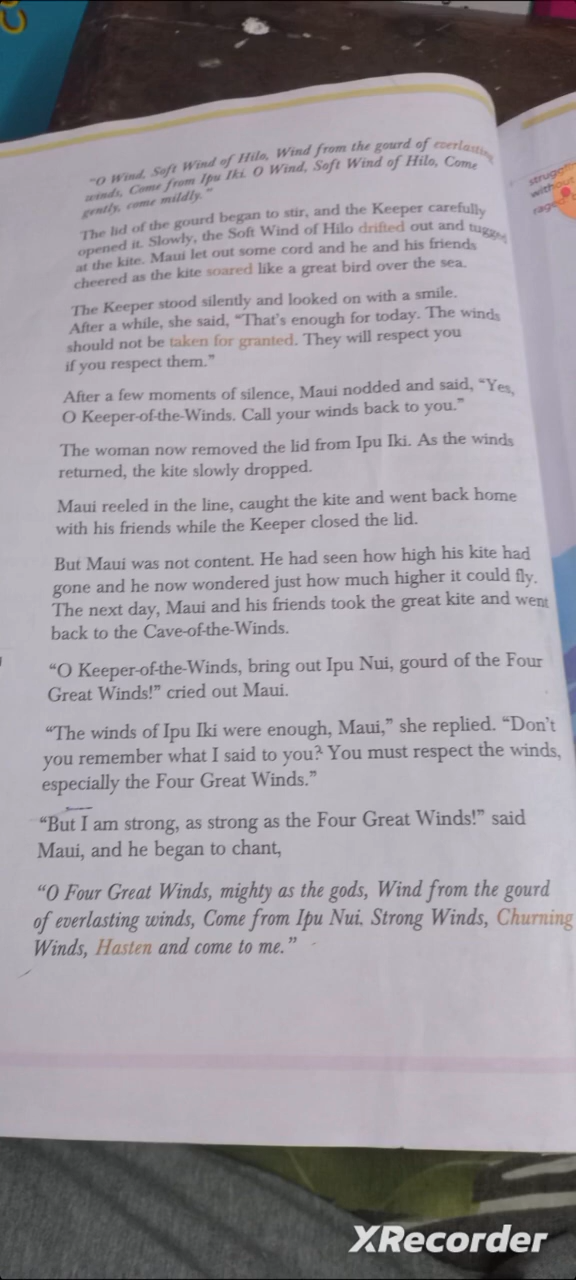 "O Wind, Soft Wind of Hilo, Wind from the gourd of everlasting
winds, Come from Ipu Iki. O Wind, Soft Wind of Hilo, Come
gently, come mildly."
The lid of the gourd began to stir, and the Keeper carefully
opened it. Slowly, the Soft Wind of Hilo drifted out and tugged
at the kite. Maui let out some cord and he and his friends
cheered as the kite soared like a great bird over the sea.
The Keeper stood silently and looked on with a smile.
After a while, she said, "That's enough for today. The winds
should not be taken for granted. They will respect you
if you respect them."
After a few moments of silence, Maui nodded and said, "Yes,
O Keeper-of-the-Winds. Call your winds back to you."
The woman now removed the lid from Ipu Iki. As the winds
returned, the kite slowly dropped.
Maui reeled in the line, caught the kite and went back home
with his friends while the Keeper closed the lid.
But Maui was not content. He had seen how high his kite had
gone and he now wondered just how much higher it could fly.
The next day, Maui and his friends took the great kite and went
back to the Cave-of-the-Winds.
"O Keeper-of-the-Winds, bring out Ipu Nui, gourd of the Four
Great Winds!" cried out Maui.
"The winds of Ipu Iki were enough, Maui," she replied. "Don't
you remember what I said to you? You must respect the winds,
especially the Four Great Winds."
"But I am strong, as strong as the Four Great Winds!" said
Maui, and he began to chant,
"O Four Great Winds, mighty as the gods, Wind from the gourd
of everlasting winds, Come from Ipu Nui. Strong Winds, Churning
Winds, Hasten and come to me."
without
XRecorder